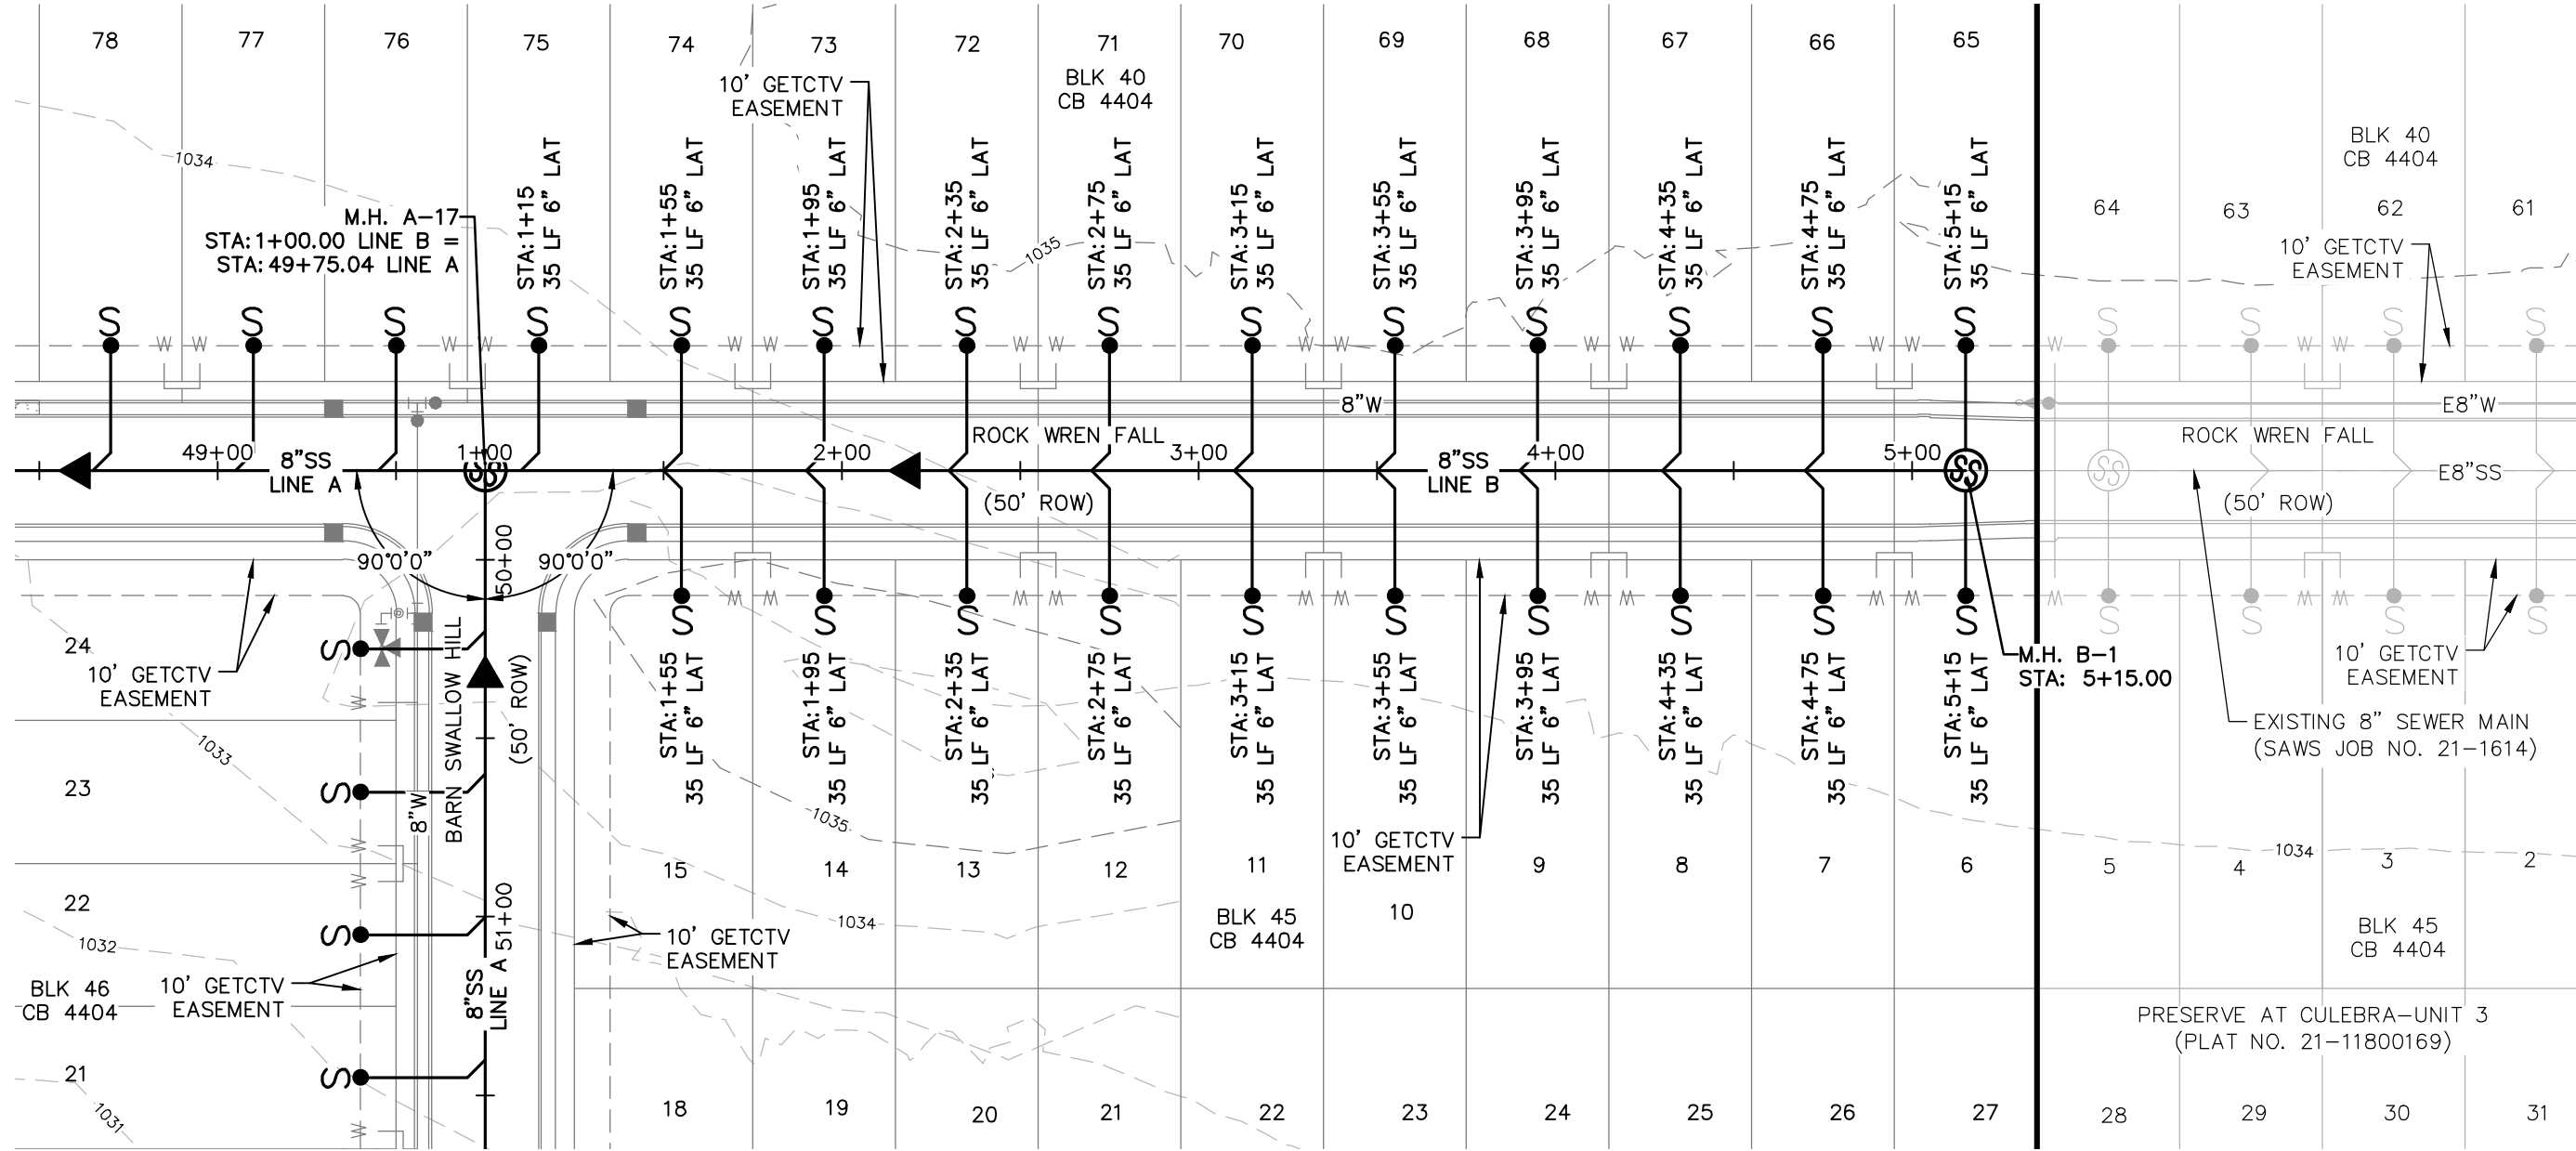 78
77
76
75
74
73
72
71
70
69
68
67
66
65
10' GETCTV
EASEMENT
BLK 40
CB 4404
BLK 40
CB 4404
1034
M.H. A-17
STA:1+00.00 LINE B =
STA:49+75.04 LINE A
STA:1+15
35 LF 6" LAT
STA:1+55
35 LF 6" LAT
STA:1+95
35 LF 6" LAT
STA:2+35
35 LF 6" LAT
1035
STA:2+75
35 LF 6" LAT
STA:3+15
35 LF 6" LAT
STA:3+55
35 LF 6" LAT
STA:3+95
35 LF 6" LAT
STA:4+35
35 LF 6" LAT
STA:4+75
35 LF 6" LAT
STA:5+15
35 LF 6" LAT
64
63
62
61
10' GETCTV
EASEMENT
S S S S S S S S S S S S S S S S S S
W W W W W W W W W W W W W W W W W
8"W
E8"W
49+00
8"SS
LINE A
1+00
SS
2+00
ROCK WREN FALL
(50' ROW)
3+00
8"SS
LINE B
4+00
5+00
SS
SS
ROCK WREN FALL
(50' ROW)
E8"SS
90°0'0"
90°0'0"
50+00
W W W W W W W W W W W W W
S S S S S S S S S S S S S S
24
10' GETCTV
EASEMENT
S
W
BARN SWALLOW HILL
(50' ROW)
STA:1+55
35 LF 6" LAT
STA:1+95
35 LF 6" LAT
STA:2+35
35 LF 6" LAT
STA:2+75
35 LF 6" LAT
STA:3+15
35 LF 6" LAT
STA:3+55
35 LF 6" LAT
STA:3+95
35 LF 6" LAT
STA:4+35
35 LF 6" LAT
STA:4+75
35 LF 6" LAT
STA:5+15
35 LF 6" LAT
M.H. B-1
STA: 5+15.00
10' GETCTV
EASEMENT
EXISTING 8" SEWER MAIN
(SAWS JOB NO. 21-1614)
1033
23
S
8"W
W
W
1035
10' GETCTV
EASEMENT
15
14
13
12
11
10
9
8
7
6
5
4
1034
3
2
22
S
1032
51+00
1034
10' GETCTV
EASEMENT
BLK 45
CB 4404
BLK 45
CB 4404
BLK 46
CB 4404
10' GETCTV
EASEMENT
8"SS
LINE A
PRESERVE AT CULEBRA-UNIT 3
(PLAT NO. 21-11800169)
21
S
1031
W
18
19
20
21
22
23
24
25
26
27
28
29
30
31